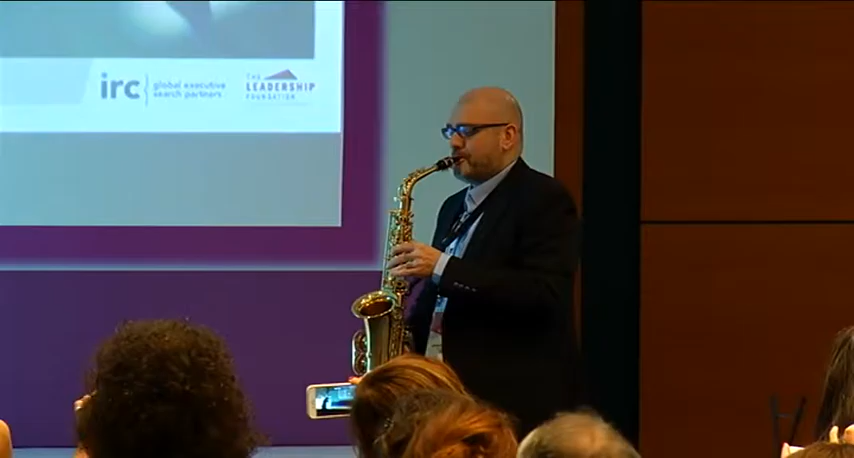 irc
global executive
search partners
THE
LEADERSHIP
FOUNDATION